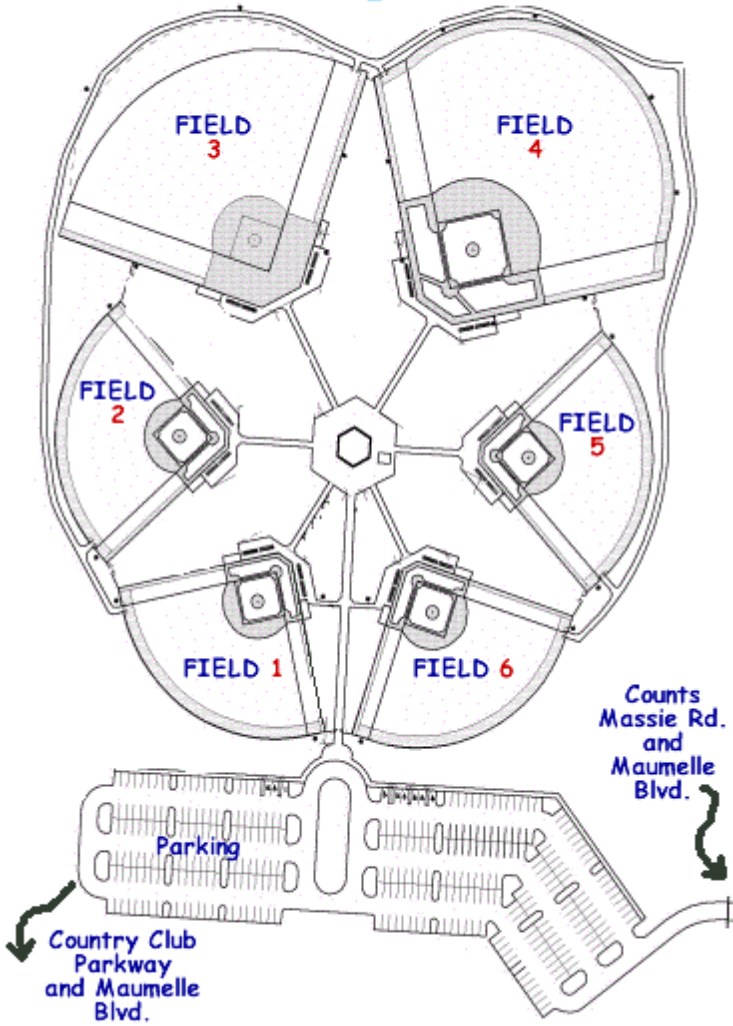 FIELD
3
FIELD
4
FIELD
2
FIELD
5
FIELD 1
FIELD 6
Counts
Massie Rd.
and
Maumelle
Blvd.
Parking
Country Club
Parkway
and Maumelle
Blvd.